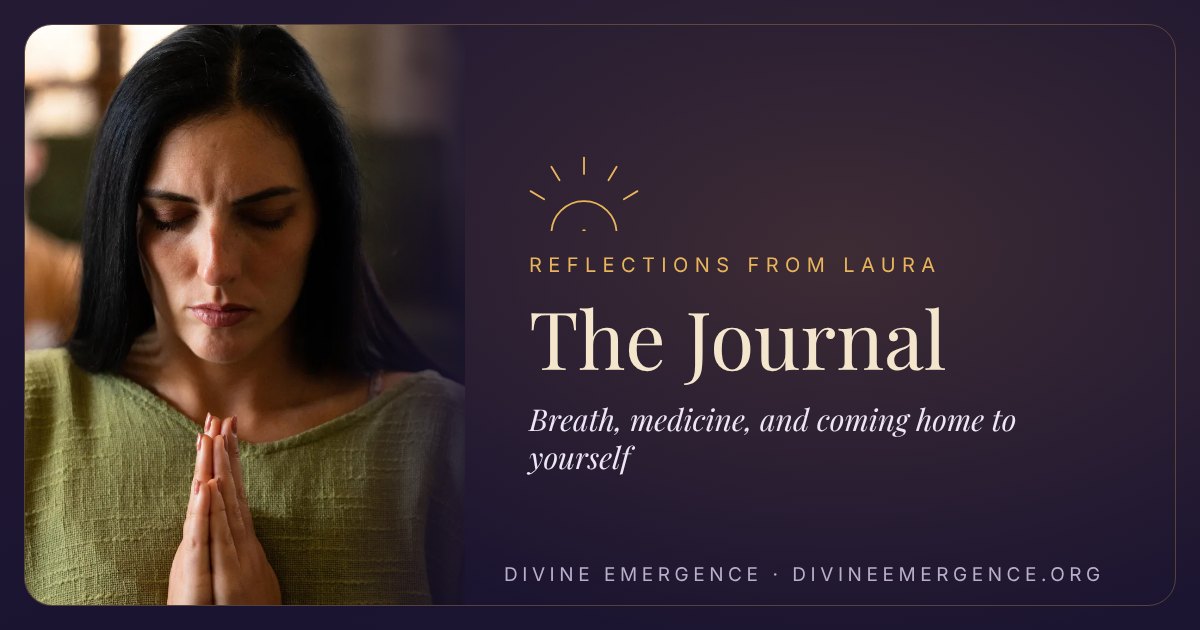 REFLECTIONS FROM LAURA
The Journal
Breath, medicine, and coming home to
yourself
DIVINE EMERGENCE · DIVINEEMERGENCE.ORG